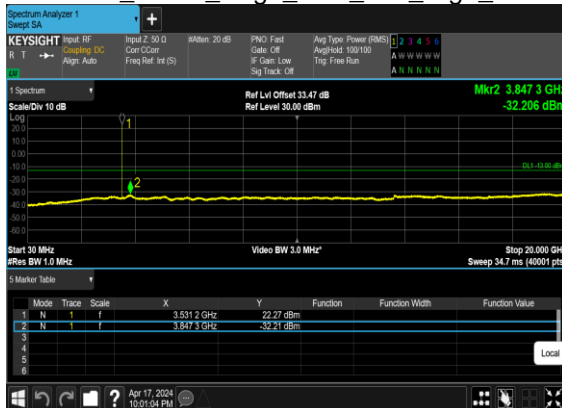 Spectrum Analyzer 1
Swept SA
KEYSIGHT Input: RF Input Z: 50 Ω #Atten: 20 dB PNO: Fast Avg Type: Power (RMS) 1 2 3 4 5 6
R T Coupling: DC Corr CCorr Gate: Off Avg|Hold: 100/100 A W W W W W
Align: Auto Freq Ref: Int (S) IF Gain: Low Trig: Free Run
Sig Track: Off A N N N N N
1 Spectrum Ref Lvl Offset 33.47 dB Mkr2 3.847 3 GHz
Scale/Div 10 dB Ref Level 30.00 dBm -32.206 dBm
Log
20.0 1
10.0
0.00
-10.0 DL1 -13.00 dBm
-20.0
-30.0 2
-40.0
-50.0
-60.0
Start 30 MHz Video BW 3.0 MHz* Stop 20.000 GHz
#Res BW 1.0 MHz Sweep 34.7 ms (40001 pts)
5 Marker Table
Mode Trace Scale X Y Function Function Width Function Value
1 N 1 f 3.531 2 GHz 22.27 dBm
2 N 1 f 3.847 3 GHz -32.21 dBm
3
4
5
6
Local
? Apr 17, 2024
10:01:04 PM